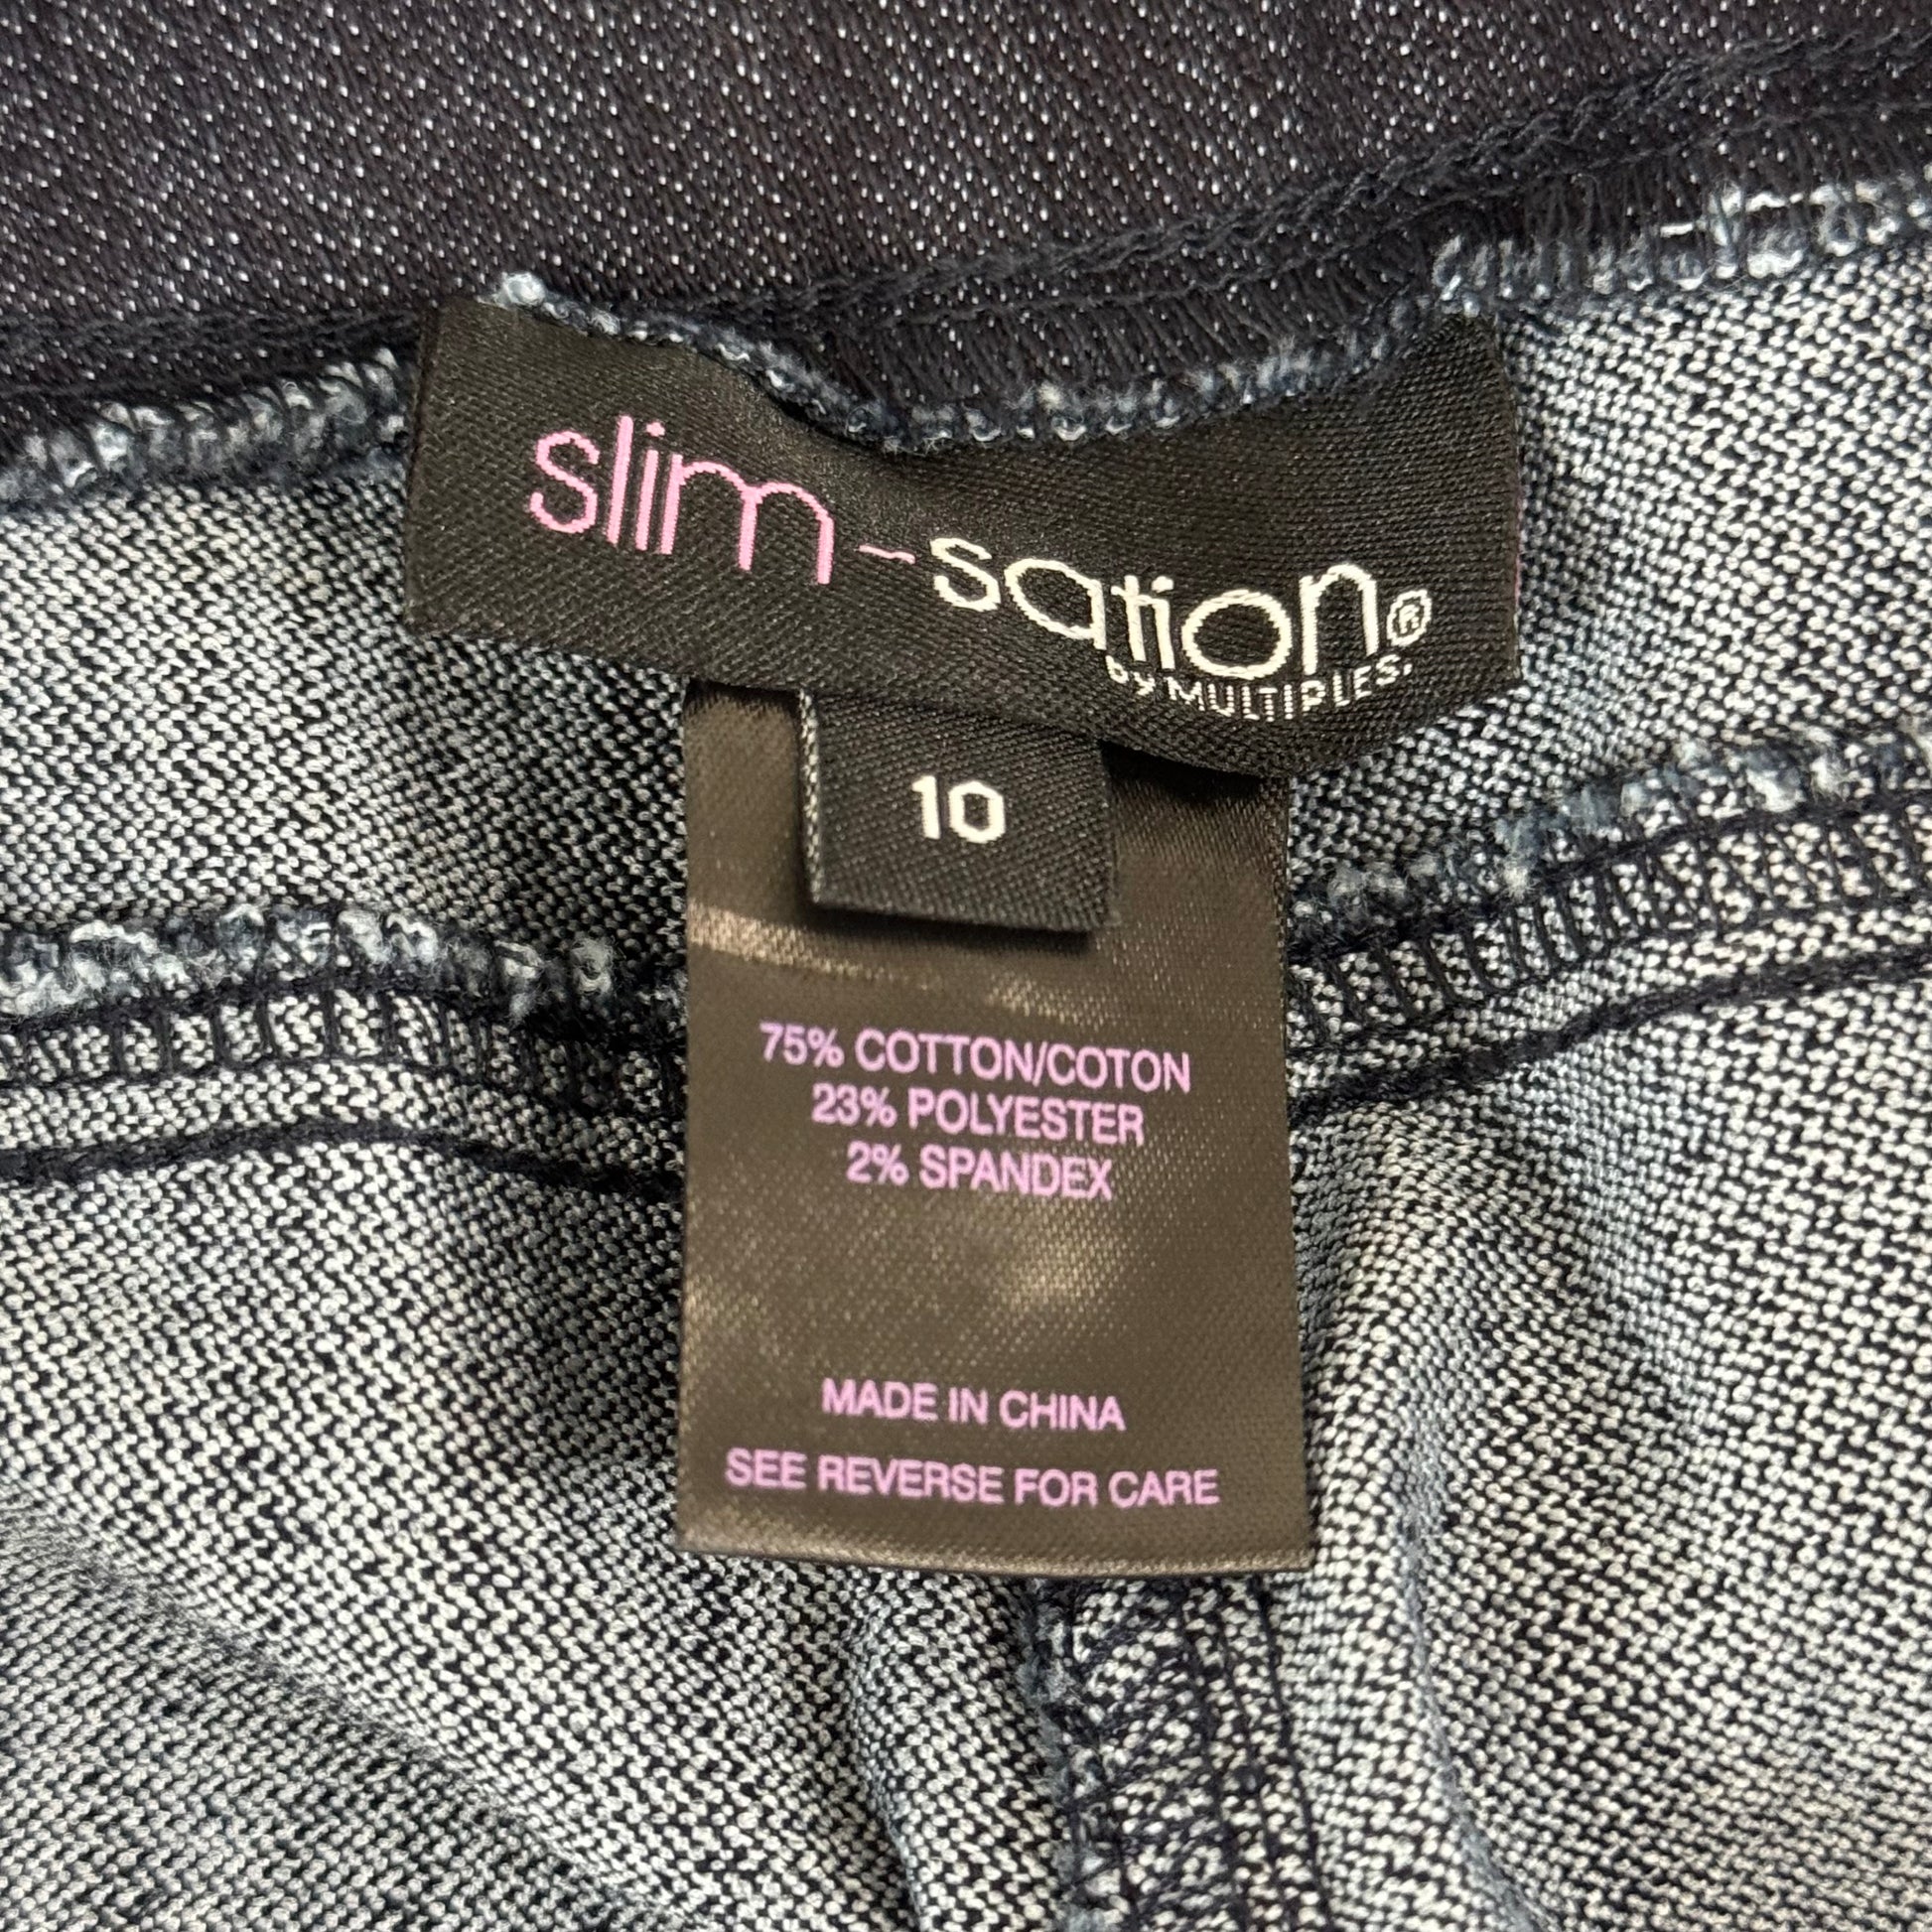 slim-sation®
by MULTIPLES.
10
75% COTTON/COTON
23% POLYESTER
2% SPANDEX
MADE IN CHINA
SEE REVERSE FOR CARE